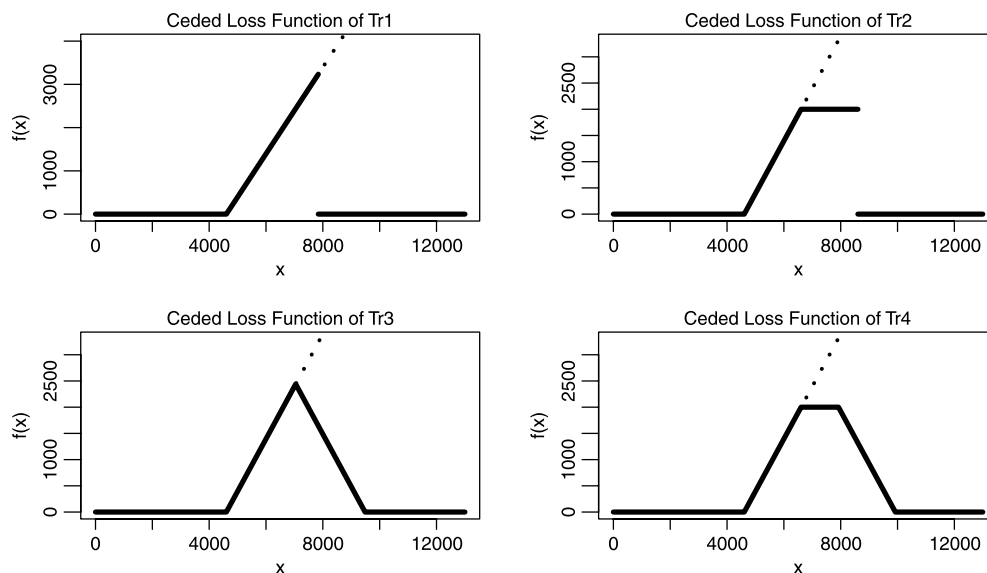 Ceded Loss Function of Tr1
f(x)
3000
1000
0
0 4000 8000 12000
x
Ceded Loss Function of Tr2
f(x)
2500
1000
0
0 4000 8000 12000
x
Ceded Loss Function of Tr3
f(x)
2500
1000
0
0 4000 8000 12000
x
Ceded Loss Function of Tr4
f(x)
2500
1000
0
0 4000 8000 12000
x